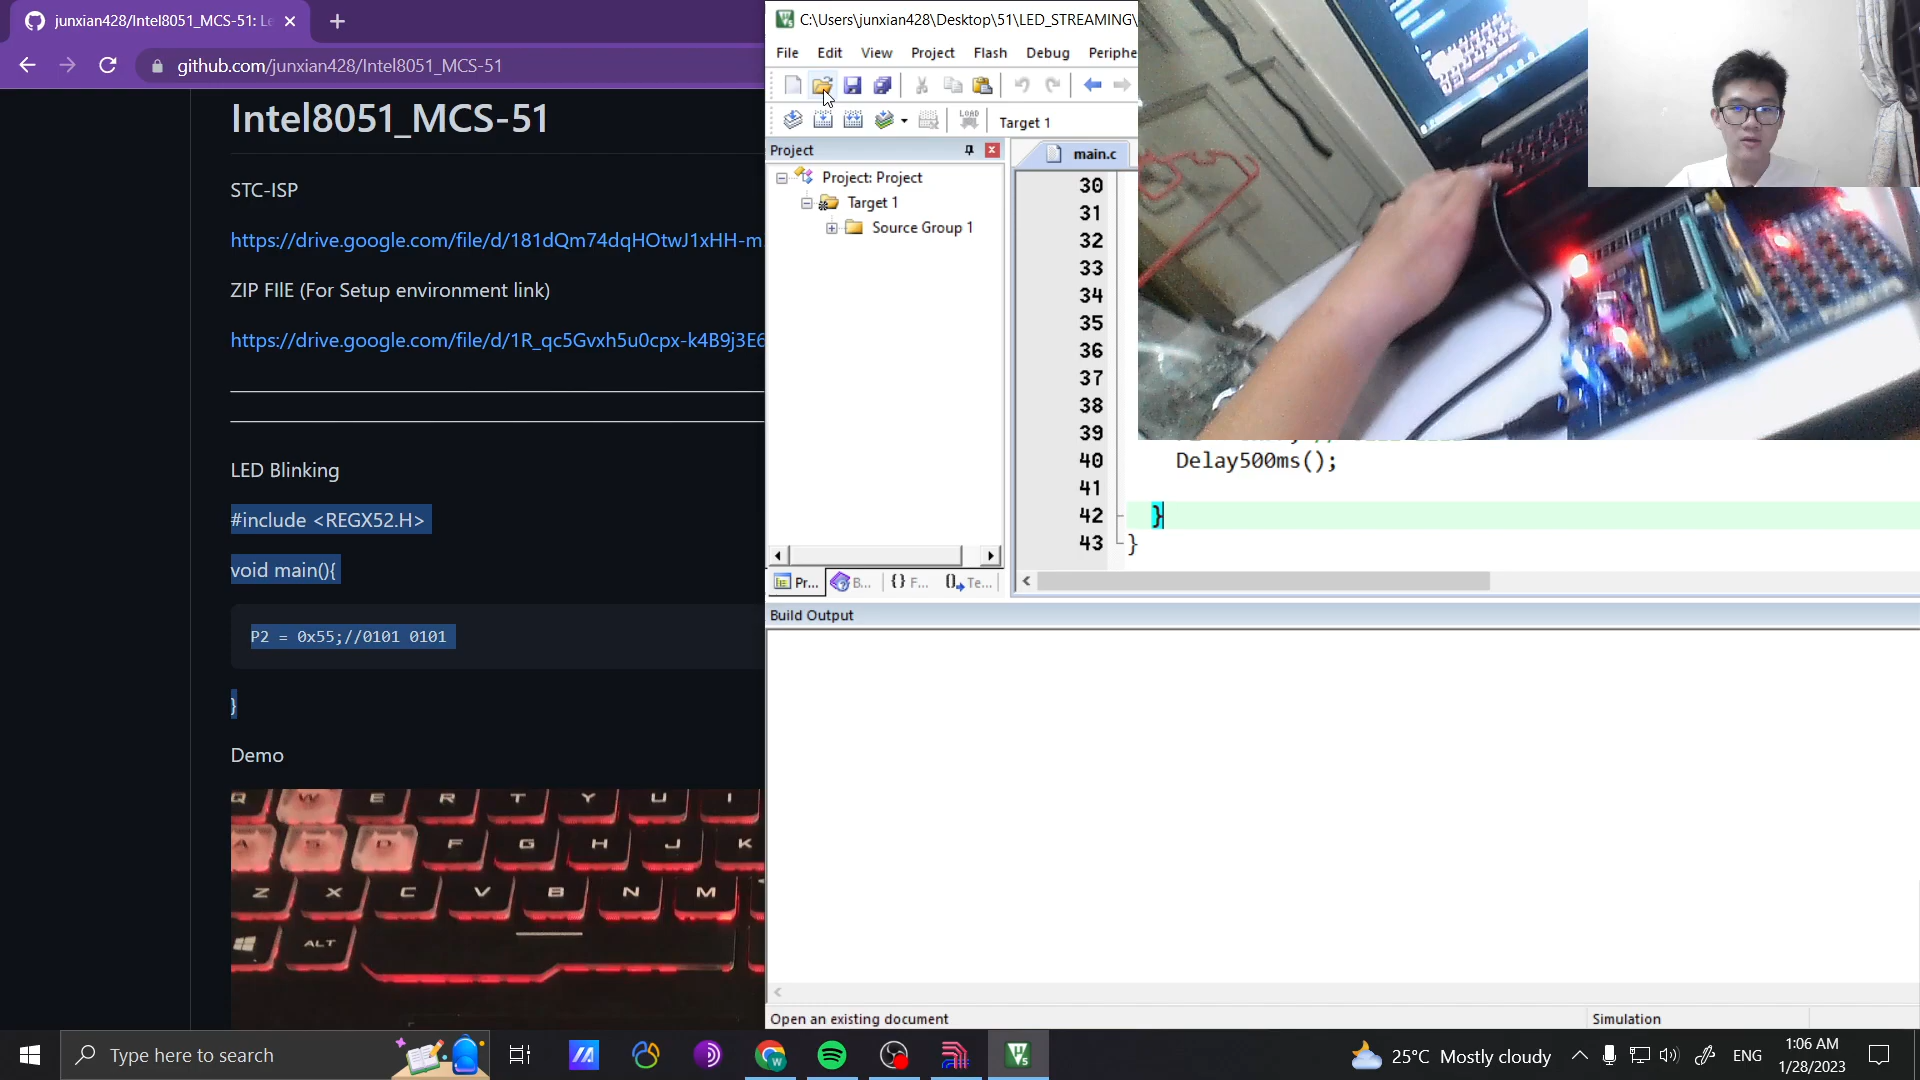 junxian428/Intel8051_MCS-51: Le
github.com/junxian428/Intel8051_MCS-51
Intel8051_MCS-51
STC-ISP
https://drive.google.com/file/d/181dQm74dqHOtwJ1xHH-m
ZIP FIlE (For Setup environment link)
https://drive.google.com/file/d/1R_qc5Gvxh5u0cpx-k4B9j3E6
LED Blinking
#include <REGX52.H>
void main(){
P2 = 0x55;//0101 0101
}
Demo
Q W E R T Y U I
A S D F G H J K
Z X C V B N M
ALT
C:\Users\junxian428\Desktop\51\LED_STREAMING\
File Edit View Project Flash Debug Periphe
LOAD
Target 1
Project
Project: Project
Target 1
Source Group 1
Pr... B... {} F... Te...
main.c
30
31
32
33
34
35
36
37
38
39
40 Delay500ms();
41
42 }
43 }
Build Output
Open an existing document
Simulation
Type here to search
25°C Mostly cloudy
ENG
1:06 AM
1/28/2023